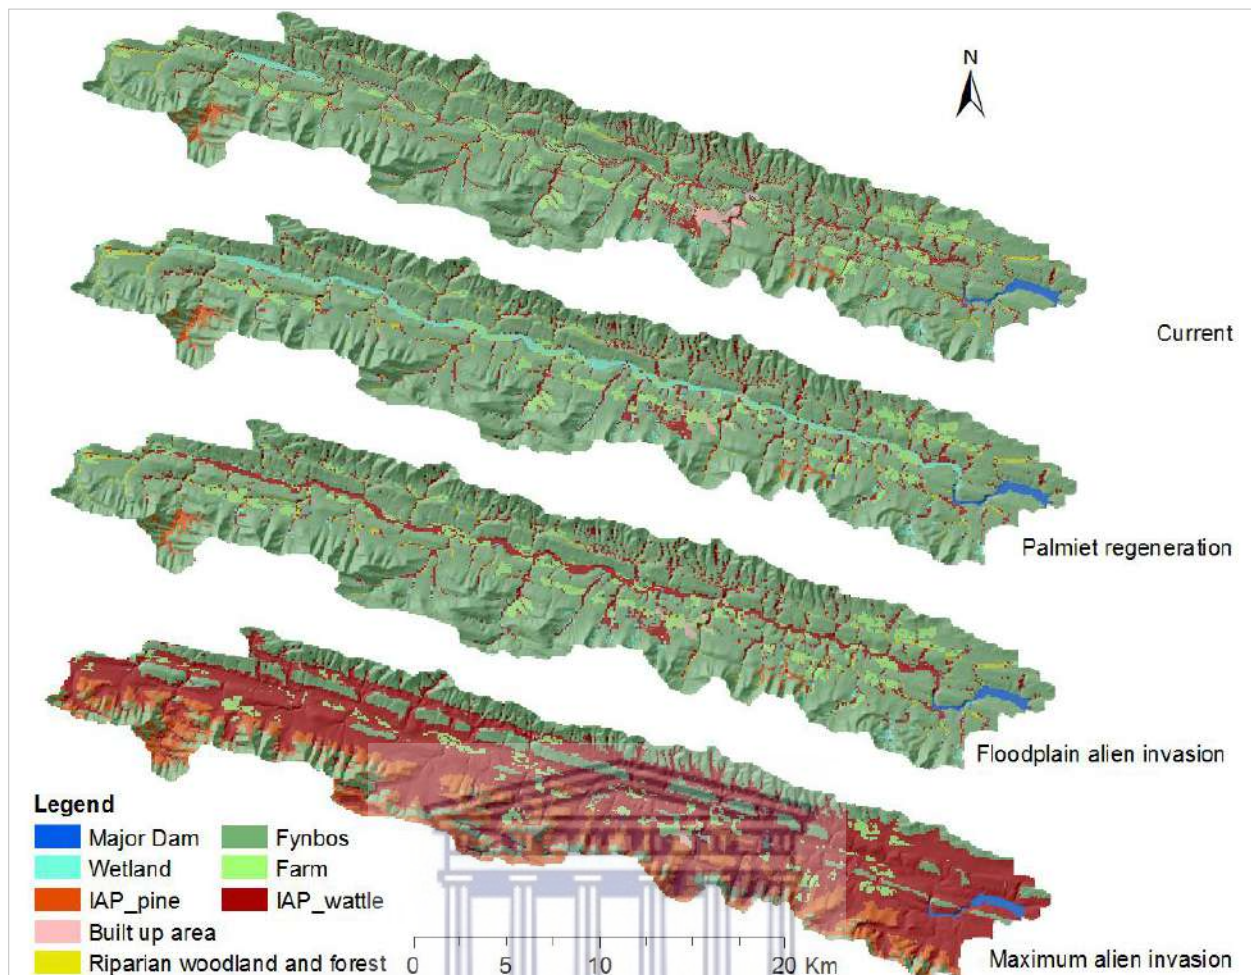 N
Current
Palmiet regeneration
Floodplain alien invasion
Maximum alien invasion
Legend
Major Dam
Fynbos
Wetland
Farm
IAP_pine
IAP_wattle
Built up area
Riparian woodland and forest
0 5 10 20 Km